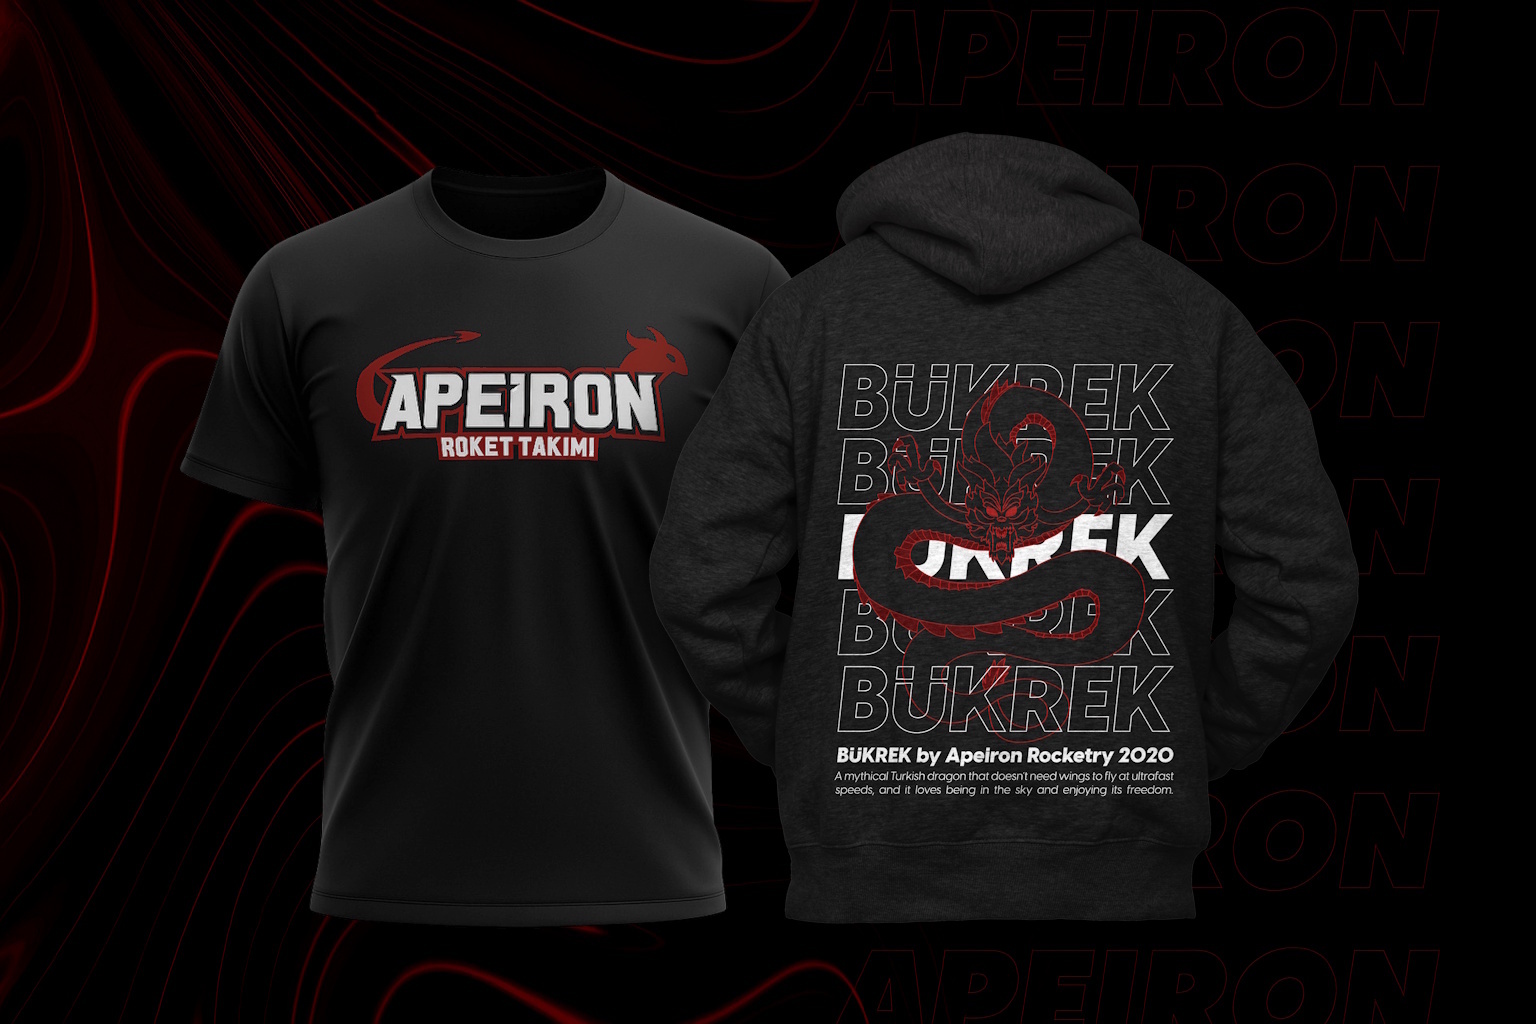 APEIRON
APEIRON
ROKET TAKIMI
BÜKREK
BÜKREK
BÜKREK
BÜKREK
BÜKREK
BÜKREK by Apeiron Rocketry 2020
A mythical Turkish dragon that doesn't need wings to fly at ultrafast
speeds, and it loves being in the sky and enjoying its freedom.
APEIRON